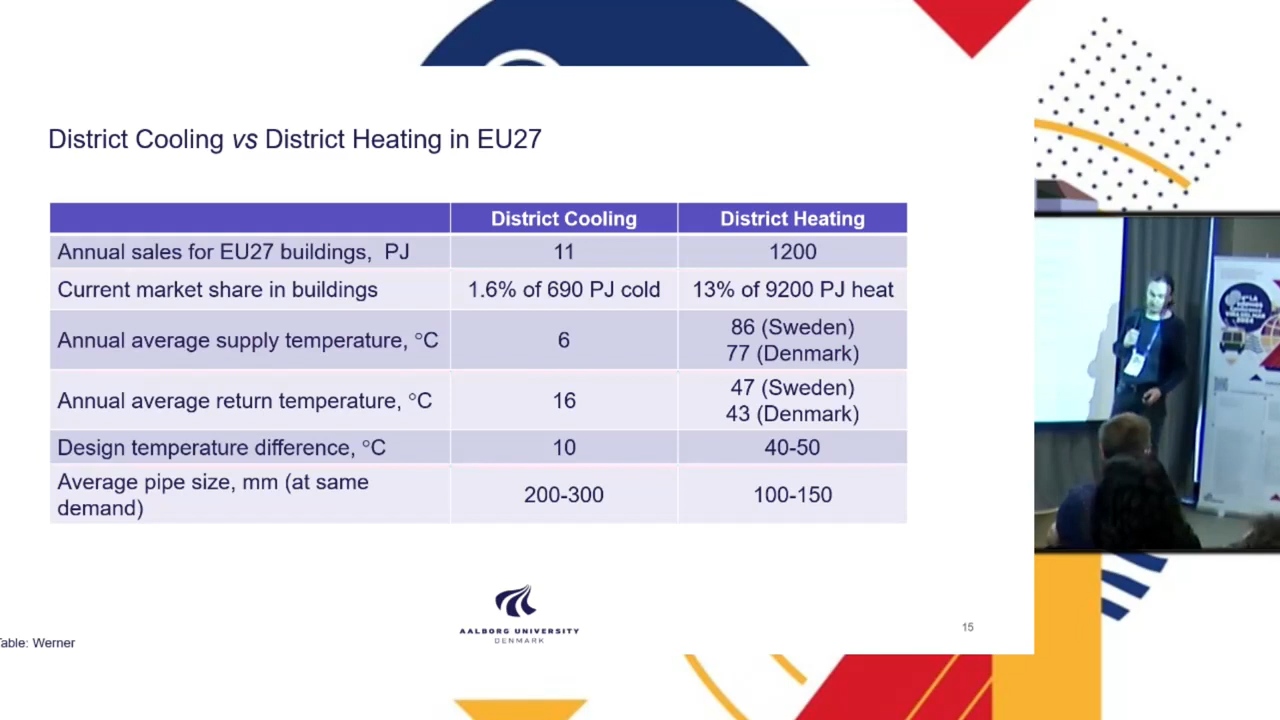 District Cooling vs District Heating in EU27
District Cooling District Heating
Annual sales for EU27 buildings, PJ 11 1200
Current market share in buildings 1.6% of 690 PJ cold 13% of 9200 PJ heat
Annual average supply temperature, °C 6 86 (Sweden)
77 (Denmark)
Annual average return temperature, °C 16 47 (Sweden)
43 (Denmark)
Design temperature difference, °C 10 40-50
Average pipe size, mm (at same
demand) 200-300 100-150
AALBORG UNIVERSITY
DENMARK
15
Table: Werner